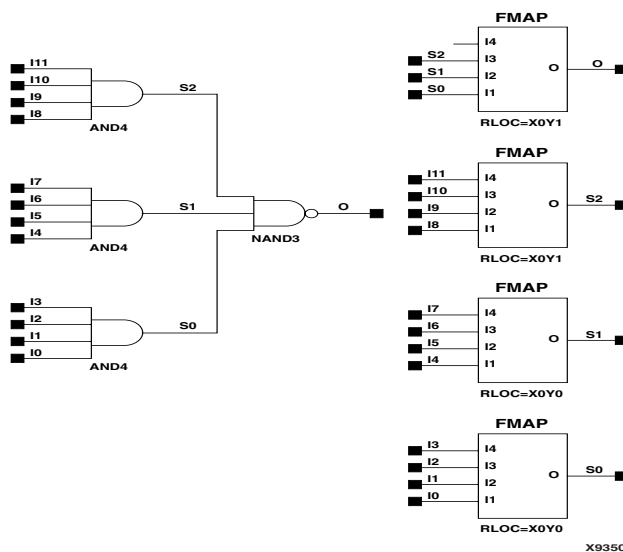 I11
I10
I9
I8
AND4
S2
I7
I6
I5
I4
AND4
S1
I3
I2
I1
I0
AND4
S0
NAND3
O
FMAP
S2
S1
S0
I4
I3
I2
I1
O
O
RLOC=X0Y1
FMAP
I11
I10
I9
I8
I4
I3
I2
I1
O
S2
RLOC=X0Y1
FMAP
I7
I6
I5
I4
I4
I3
I2
I1
O
S1
RLOC=X0Y0
FMAP
I3
I2
I1
I0
I4
I3
I2
I1
O
S0
RLOC=X0Y0
X9350